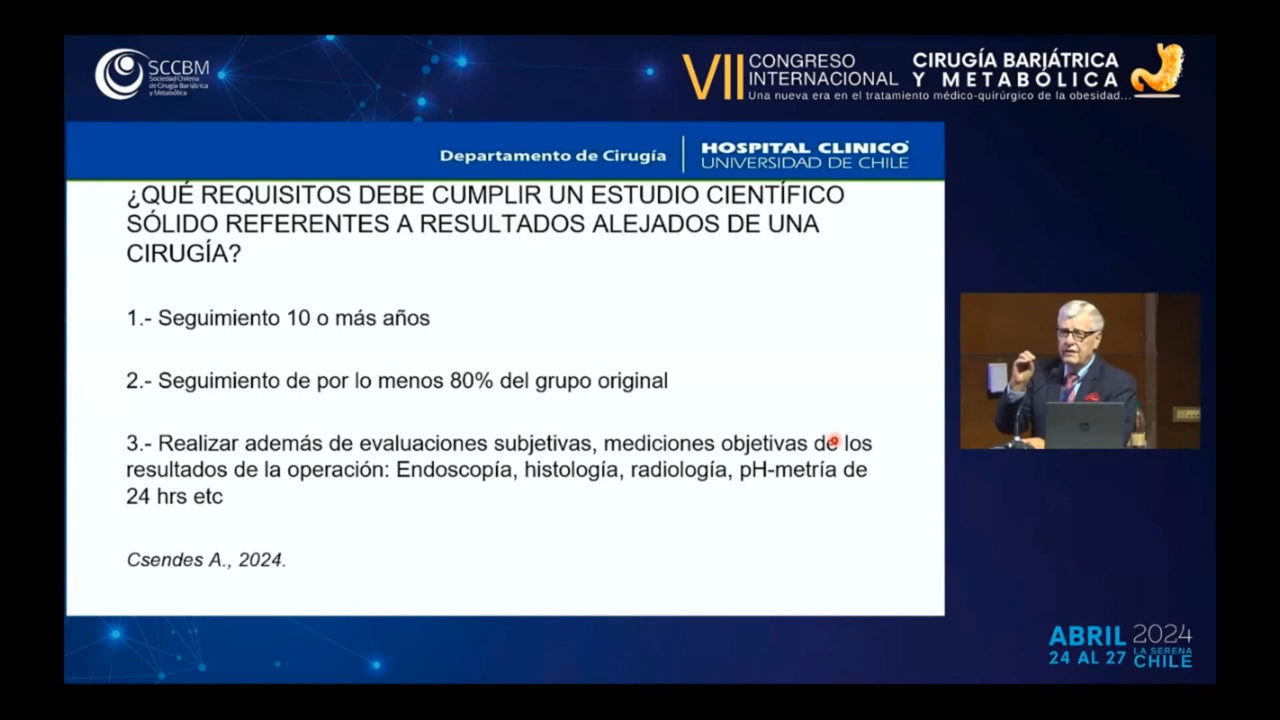 SCCBM
Sociedad Chilena
de Cirugía Bariátrica
y Metabólica
VII CONGRESO
INTERNACIONAL
CIRUGÍA BARIÁTRICA
Y METABÓLICA
Una nueva era en el tratamiento médico-quirúrgico de la obesidad...
Departamento de Cirugía
HOSPITAL CLINICO
UNIVERSIDAD DE CHILE
¿QUÉ REQUISITOS DEBE CUMPLIR UN ESTUDIO CIENTÍFICO
SÓLIDO REFERENTES A RESULTADOS ALEJADOS DE UNA
CIRUGÍA?
1.- Seguimiento 10 o más años
2.- Seguimiento de por lo menos 80% del grupo original
3.- Realizar además de evaluaciones subjetivas, mediciones objetivas de los
resultados de la operación: Endoscopía, histología, radiología, pH-metría de
24 hrs etc
Csendes A., 2024.
hp
ABRIL 2024
24 AL 27
LA SERENA
CHILE